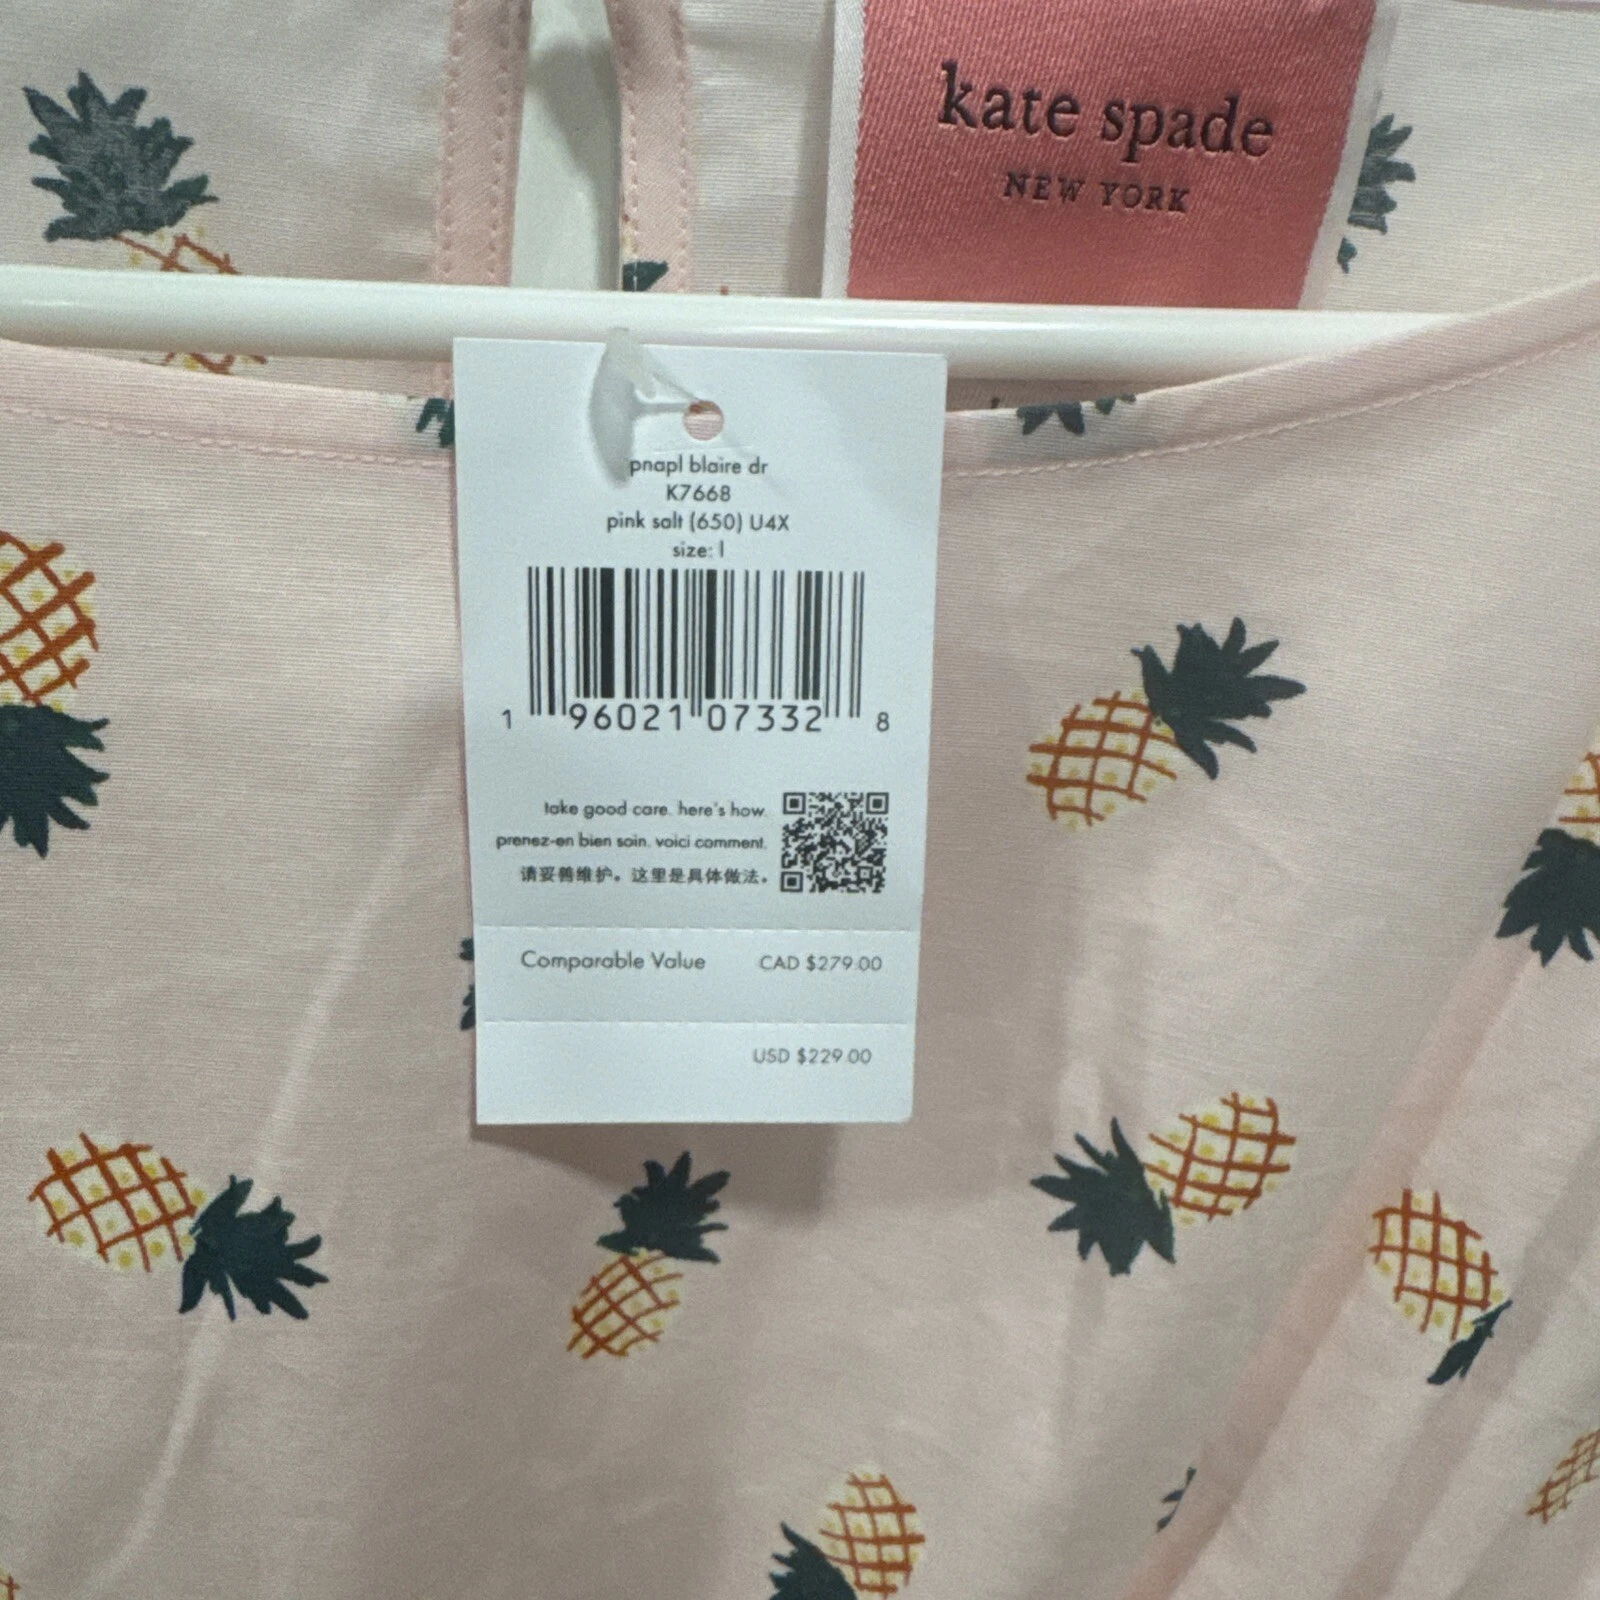 kate spade
NEW YORK
pnapl blaire dr
K7668
pink salt (650) U4X
size: l
1 96021 07332 8
take good care. here's how.
prenez-en bien soin. voici comment.
请妥善维护。这里是具体做法。
Comparable Value CAD $279.00
USD $229.00